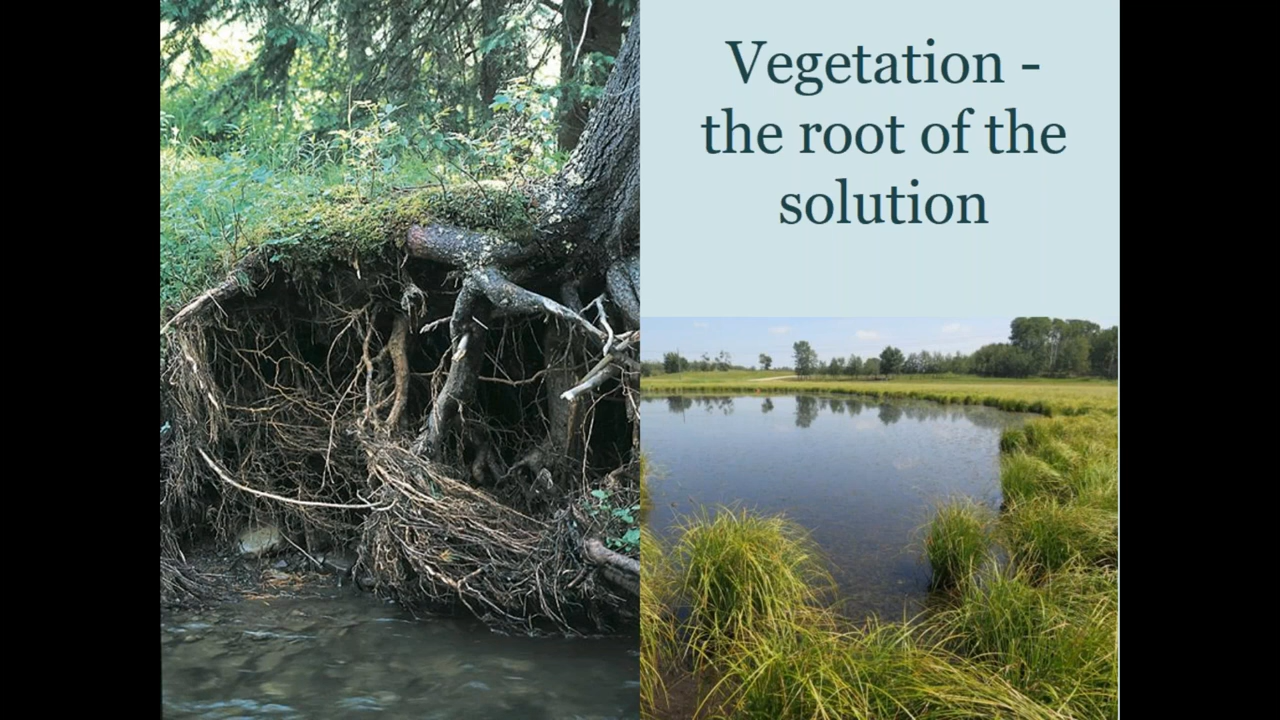 Vegetation -
the root of the
solution